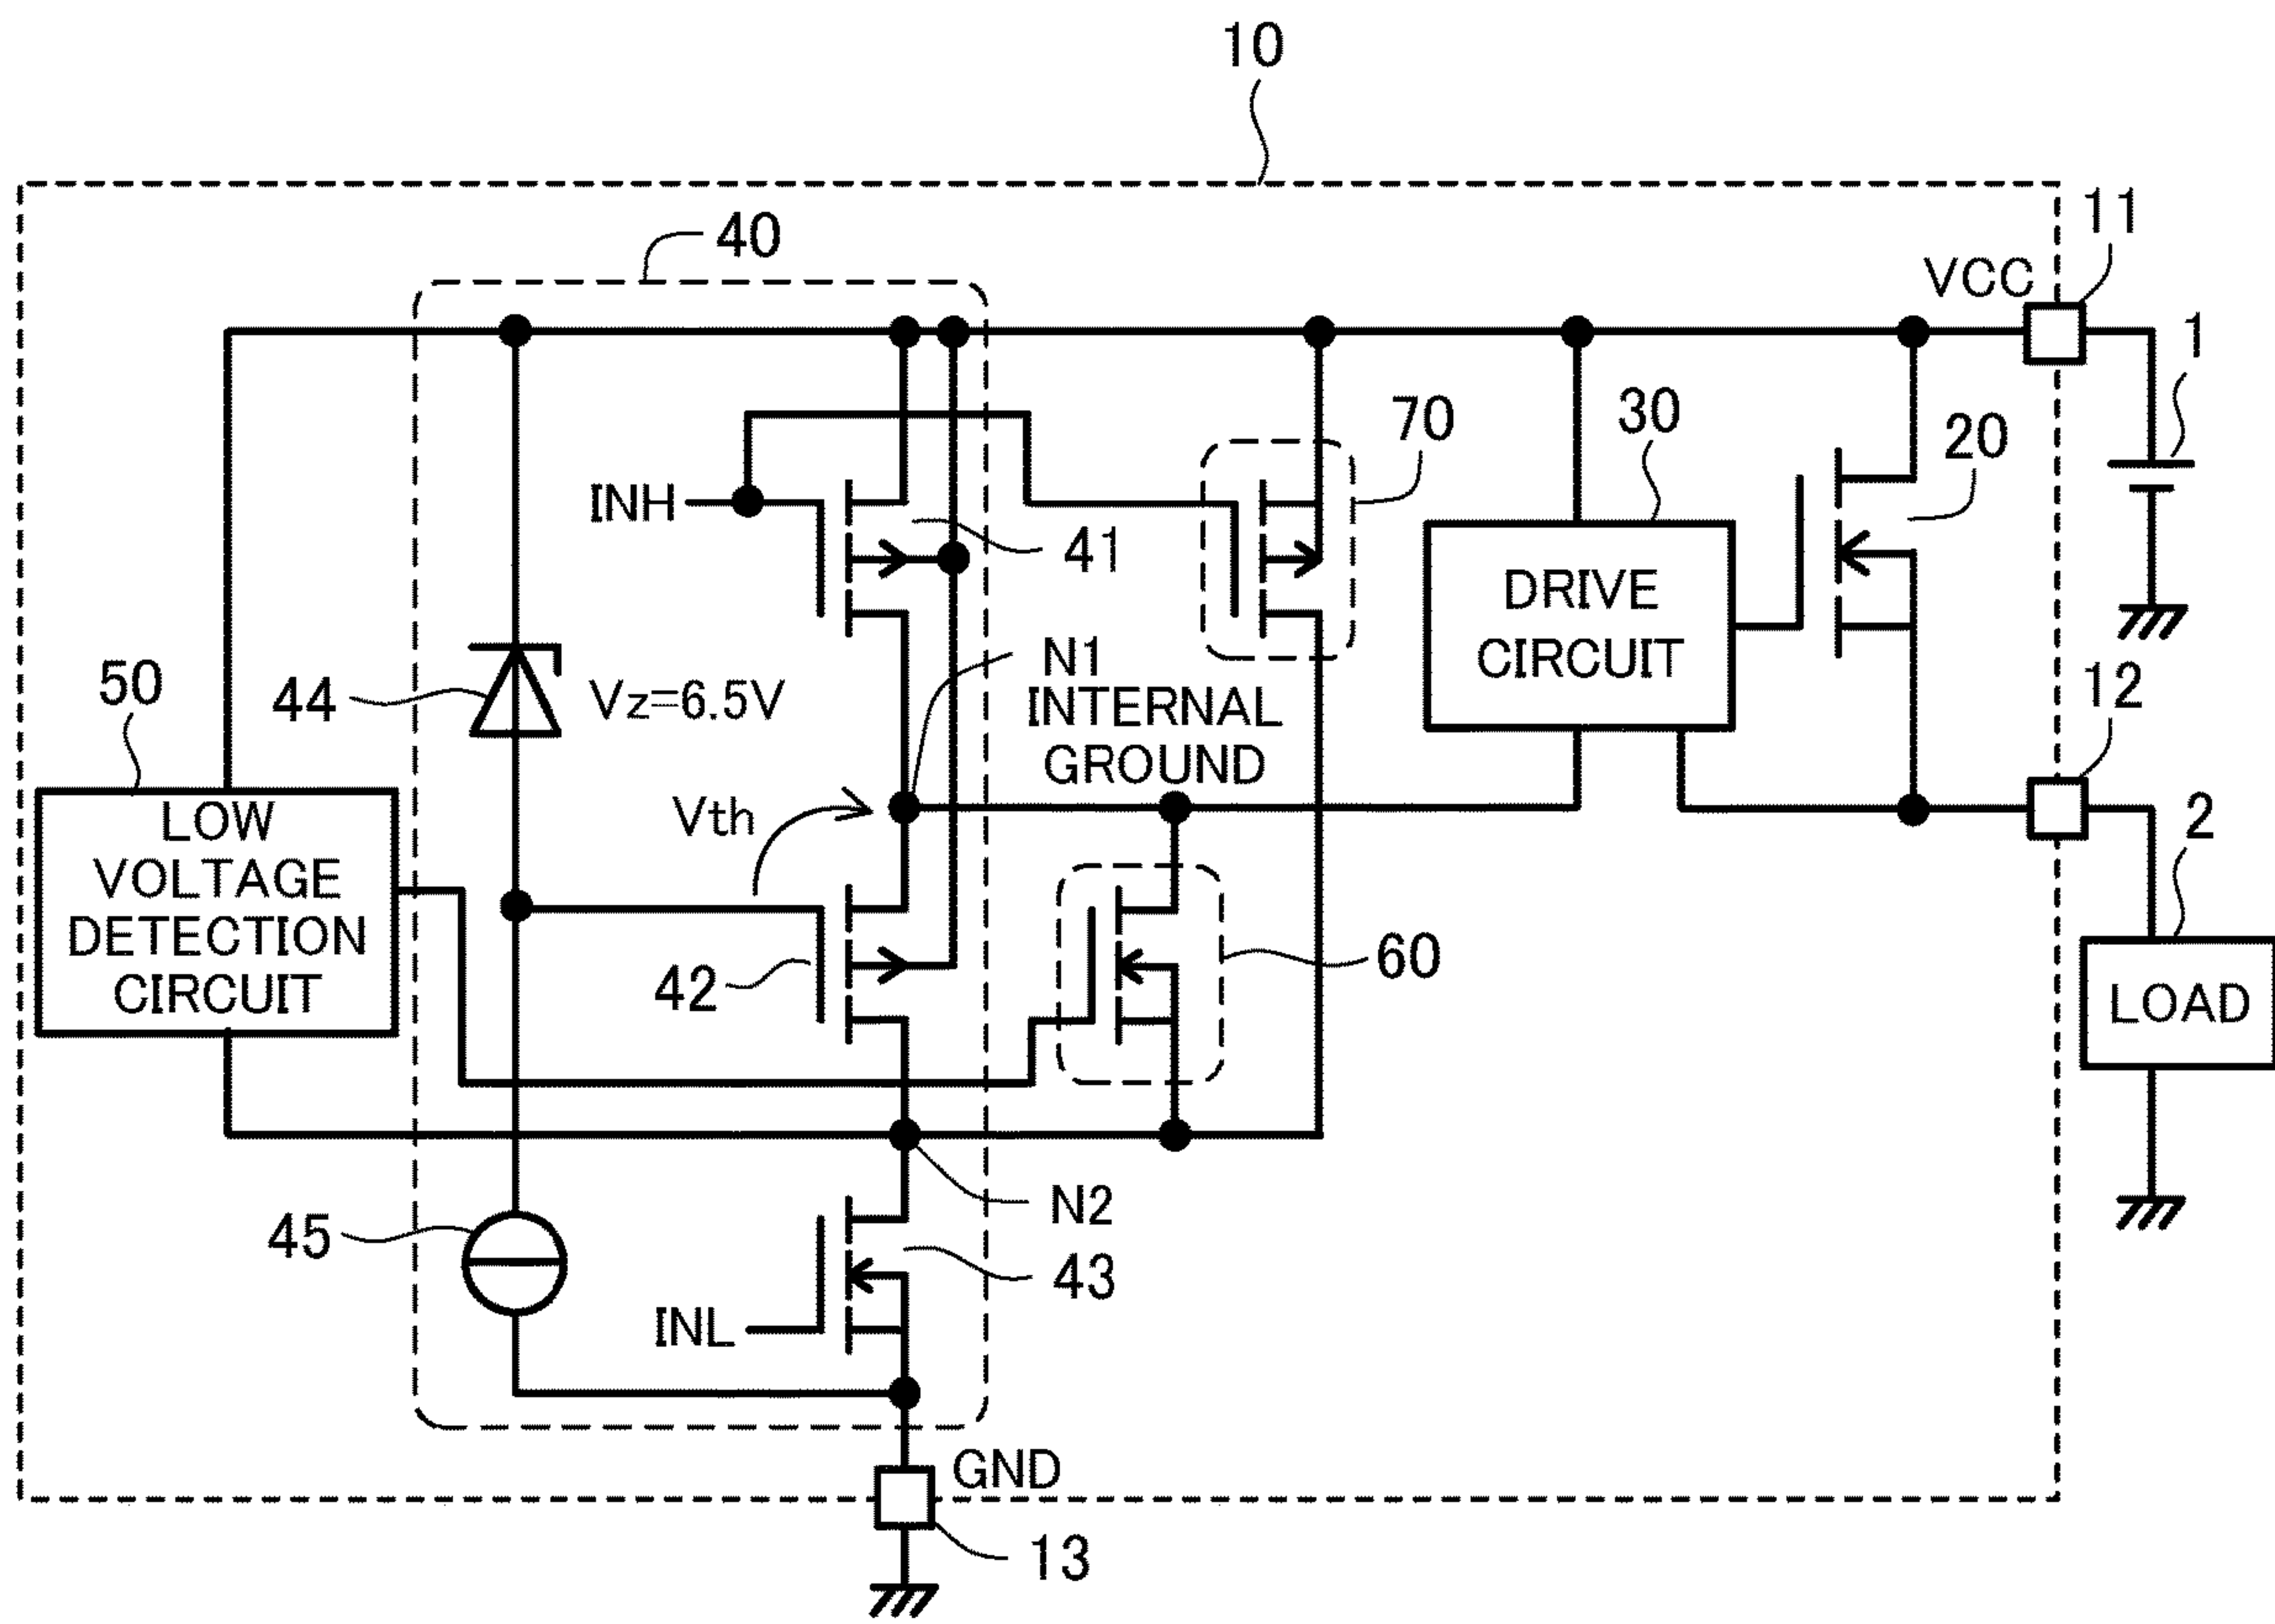 10
11
40
VCC
1
70
30
20
INH
41
DRIVE
CIRCUIT
N1
INTERNAL
GROUND
50
44
Vz=6.5V
12
Vth
2
LOW
VOLTAGE
DETECTION
CIRCUIT
42
60
LOAD
N2
45
43
INL
GND
13